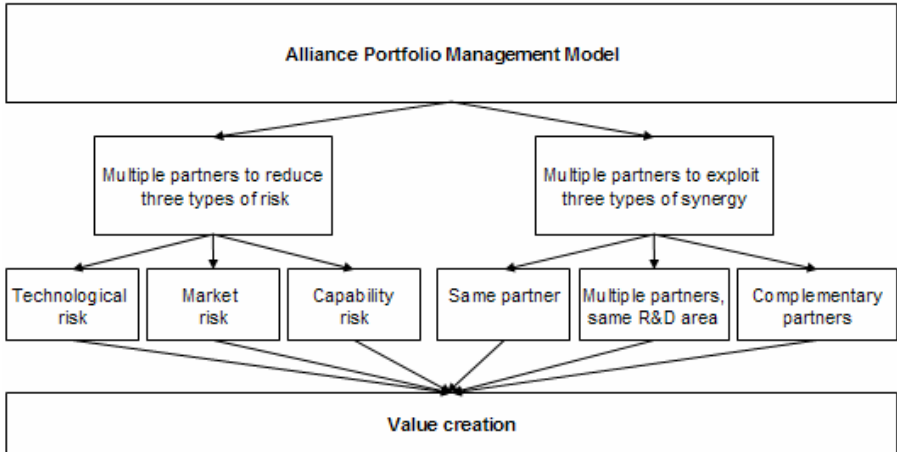 Alliance Portfolio Management Model
Multiple partners to reduce
three types of risk
Multiple partners to exploit
three types of synergy
Technological
risk
Market
risk
Capability
risk
Same partner
Multiple partners,
same R&D area
Complementary
partners
Value creation